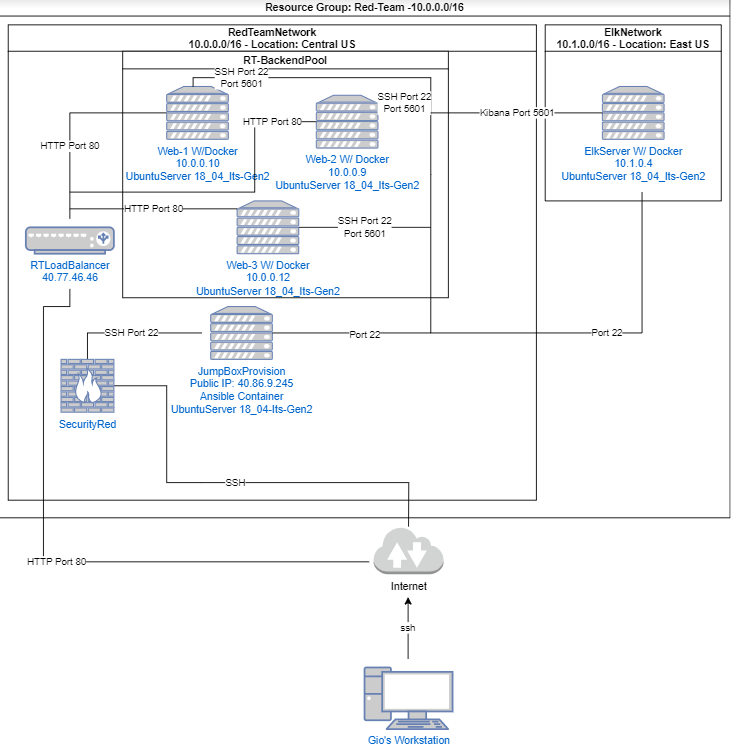 Resource Group: Red-Team -10.0.0.0/16
RedTeamNetwork
10.0.0.0/16 - Location: Central US
ElkNetwork
10.1.0.0/16 - Location: East US
RT-BackendPool
SSH Port 22
Port 5601
SSH Port 22
Port 5601
HTTP Port 80
Kibana Port 5601
HTTP Port 80
Web-1 W/Docker
10.0.0.10
UbuntuServer 18_04_lts-Gen2
Web-2 W/ Docker
10.0.0.9
UbuntuServer 18_04_lts-Gen2
ElkServer W/ Docker
10.1.0.4
UbuntuServer 18_04_lts-Gen2
HTTP Port 80
SSH Port 22
Port 5601
RTLoadBalancer
40.77.46.46
Web-3 W/ Docker
10.0.0.12
UbuntuServer 18_04_lts-Gen2
SSH Port 22
Port 22
Port 22
JumpBoxProvision
Public IP: 40.86.9.245
Ansible Container
UbuntuServer 18_04-lts-Gen2
SecurityRed
SSH
HTTP Port 80
Internet
ssh
Gio's Workstation